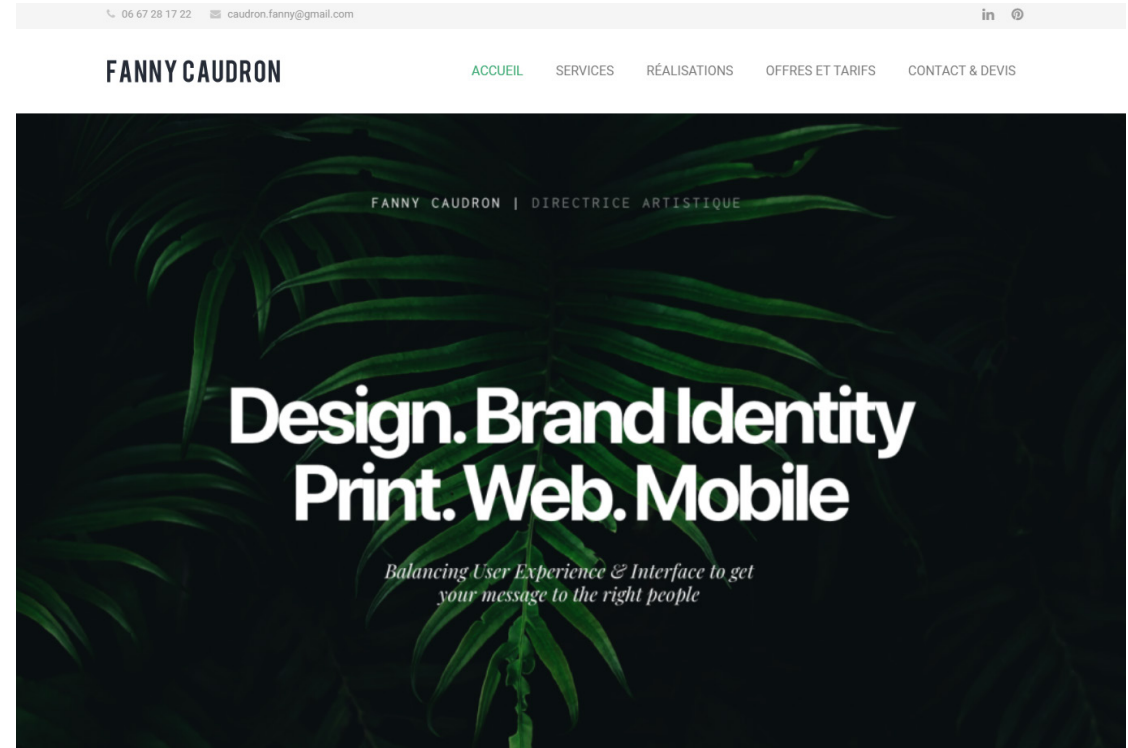 06 67 28 17 22 caudron.fanny@gmail.com in
FANNY CAUDRON
ACCUEIL SERVICES RÉALISATIONS OFFRES ET TARIFS CONTACT & DEVIS
FANNY CAUDRON | DIRECTRICE ARTISTIQUE
Design. Brand Identity
Print. Web. Mobile
Balancing User Experience & Interface to get
your message to the right people